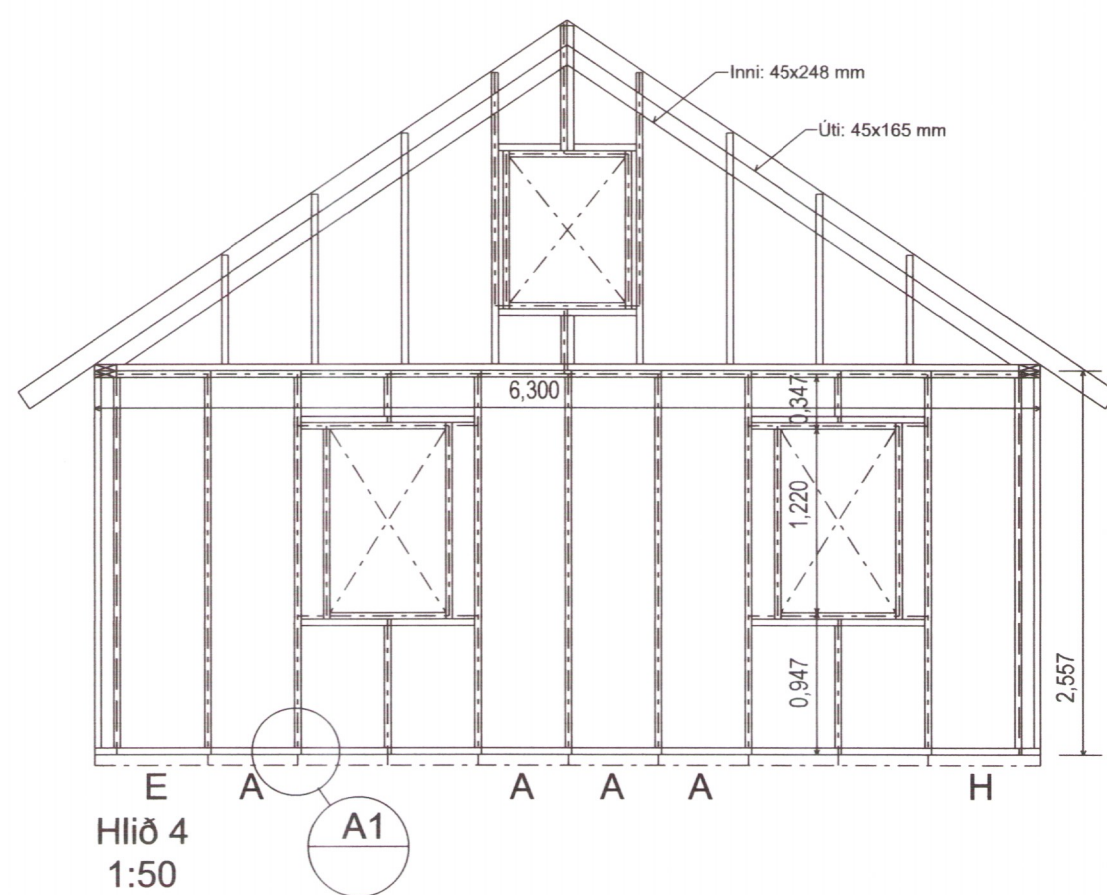 Inni: 45x248 mm
Úti: 45x165 mm
6,300
0,347
1,220
0,947
2,557
E A A A A H
Hlið 4
1:50
A1